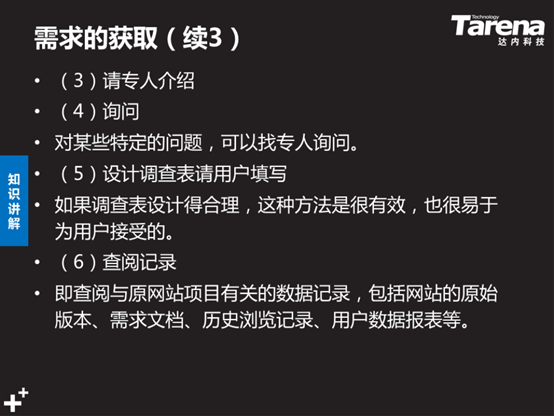 需求的获取（续3）
Technology
Tarena
达内科技
• （3）请专人介绍
• （4）询问
• 对某些特定的问题，可以找专人询问。
• （5）设计调查表请用户填写
• 如果调查表设计得合理，这种方法是很有效，也很易于
为用户接受的。
• （6）查阅记录
• 即查阅与原网站项目有关的数据记录，包括网站的原始
版本、需求文档、历史浏览记录、用户数据报表等。
知
识
讲
解